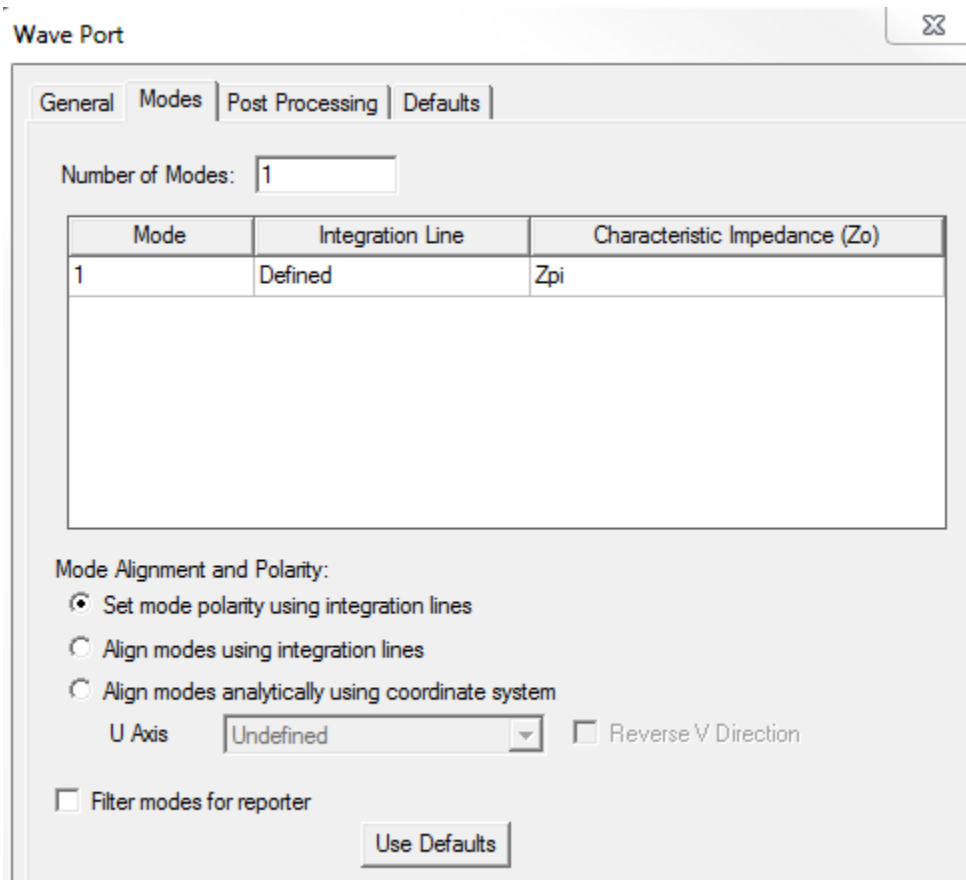 Wave Port
General Modes Post Processing Defaults
Number of Modes: 1
Mode Integration Line Characteristic Impedance (Zo)
1 Defined Zpi
Mode Alignment and Polarity:
Set mode polarity using integration lines
Align modes using integration lines
Align modes analytically using coordinate system
U Axis Undefined Reverse V Direction
Filter modes for reporter
Use Defaults